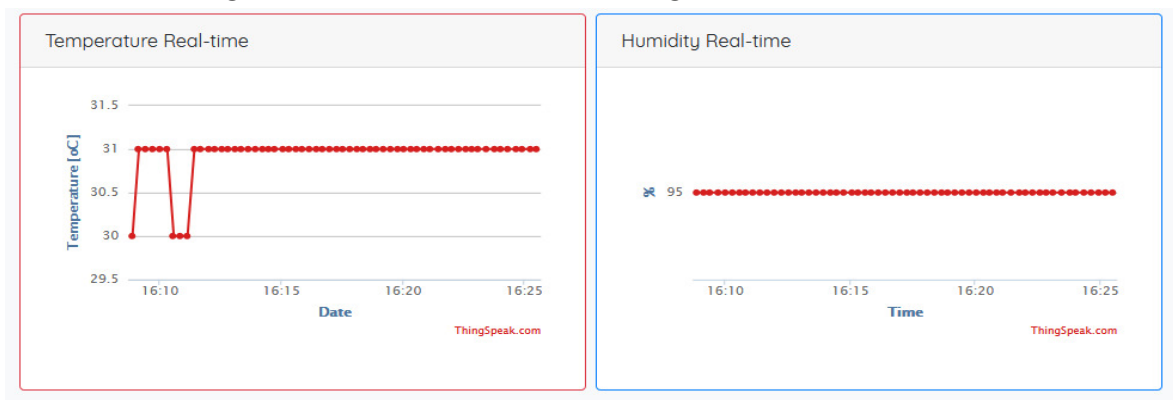 Temperature Real-time
31.5
31
30.5
30
29.5
Temperature [oC]
16:10 16:15 16:20 16:25
Date
ThingSpeak.com
Humidity Real-time
%
95
16:10 16:15 16:20 16:25
Time
ThingSpeak.com